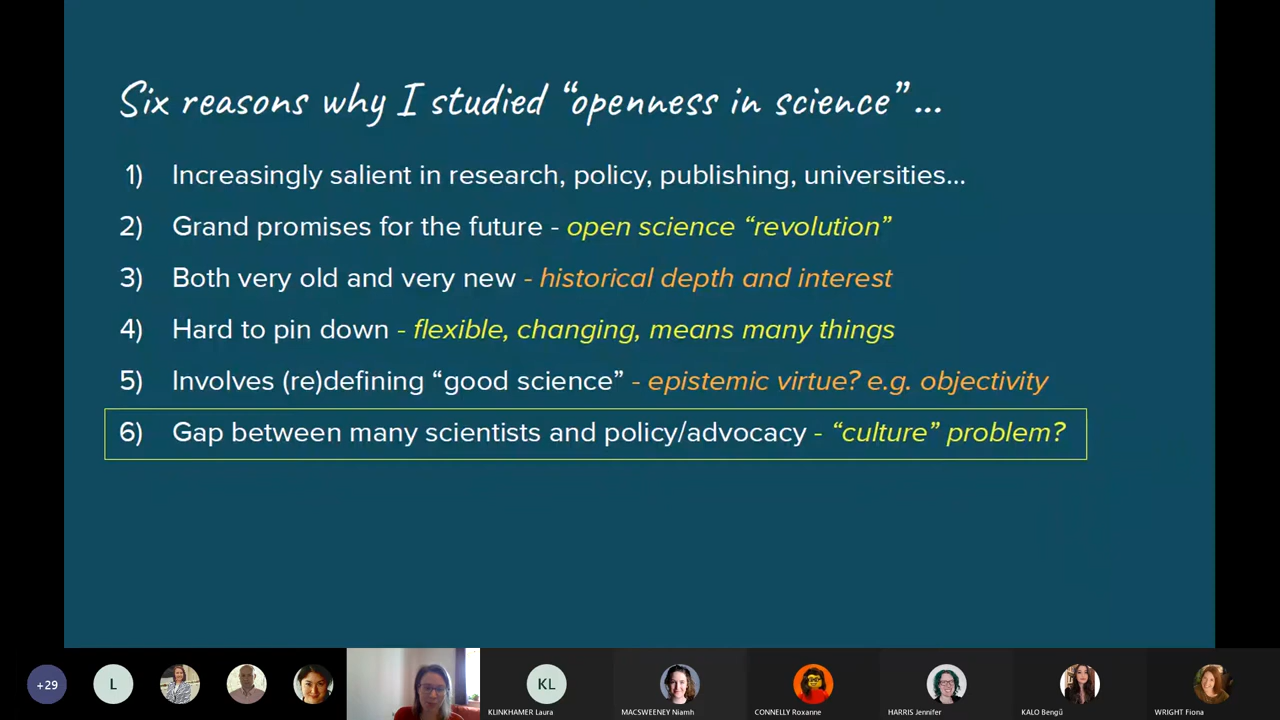 Six reasons why I studied “openness in science”...
1) Increasingly salient in research, policy, publishing, universities...
2) Grand promises for the future - open science “revolution”
3) Both very old and very new - historical depth and interest
4) Hard to pin down - flexible, changing, means many things
5) Involves (re)defining “good science” - epistemic virtue? e.g. objectivity
6) Gap between many scientists and policy/advocacy - “culture” problem?
+29
L
KL
KLINKHAMER Laura
MACSWEENEY Niamh
CONNELLY Roxanne
HARRIS Jennifer
KALO Bengü
WRIGHT Fiona